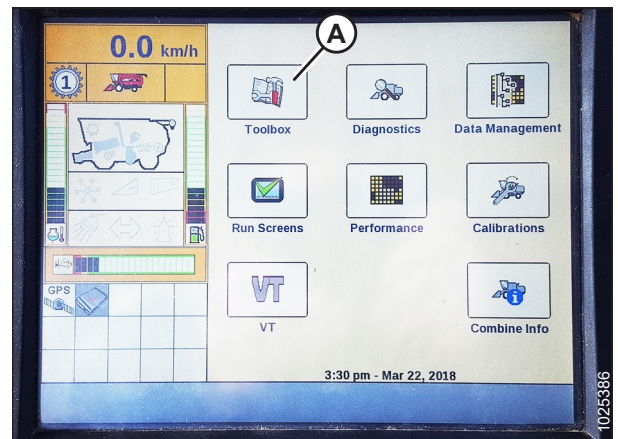 A
0.0 km/h
1
Toolbox
Diagnostics
Data Management
Run Screens
Performance
Calibrations
GPS
VT
VT
Combine Info
3:30 pm - Mar 22, 2018
1025386